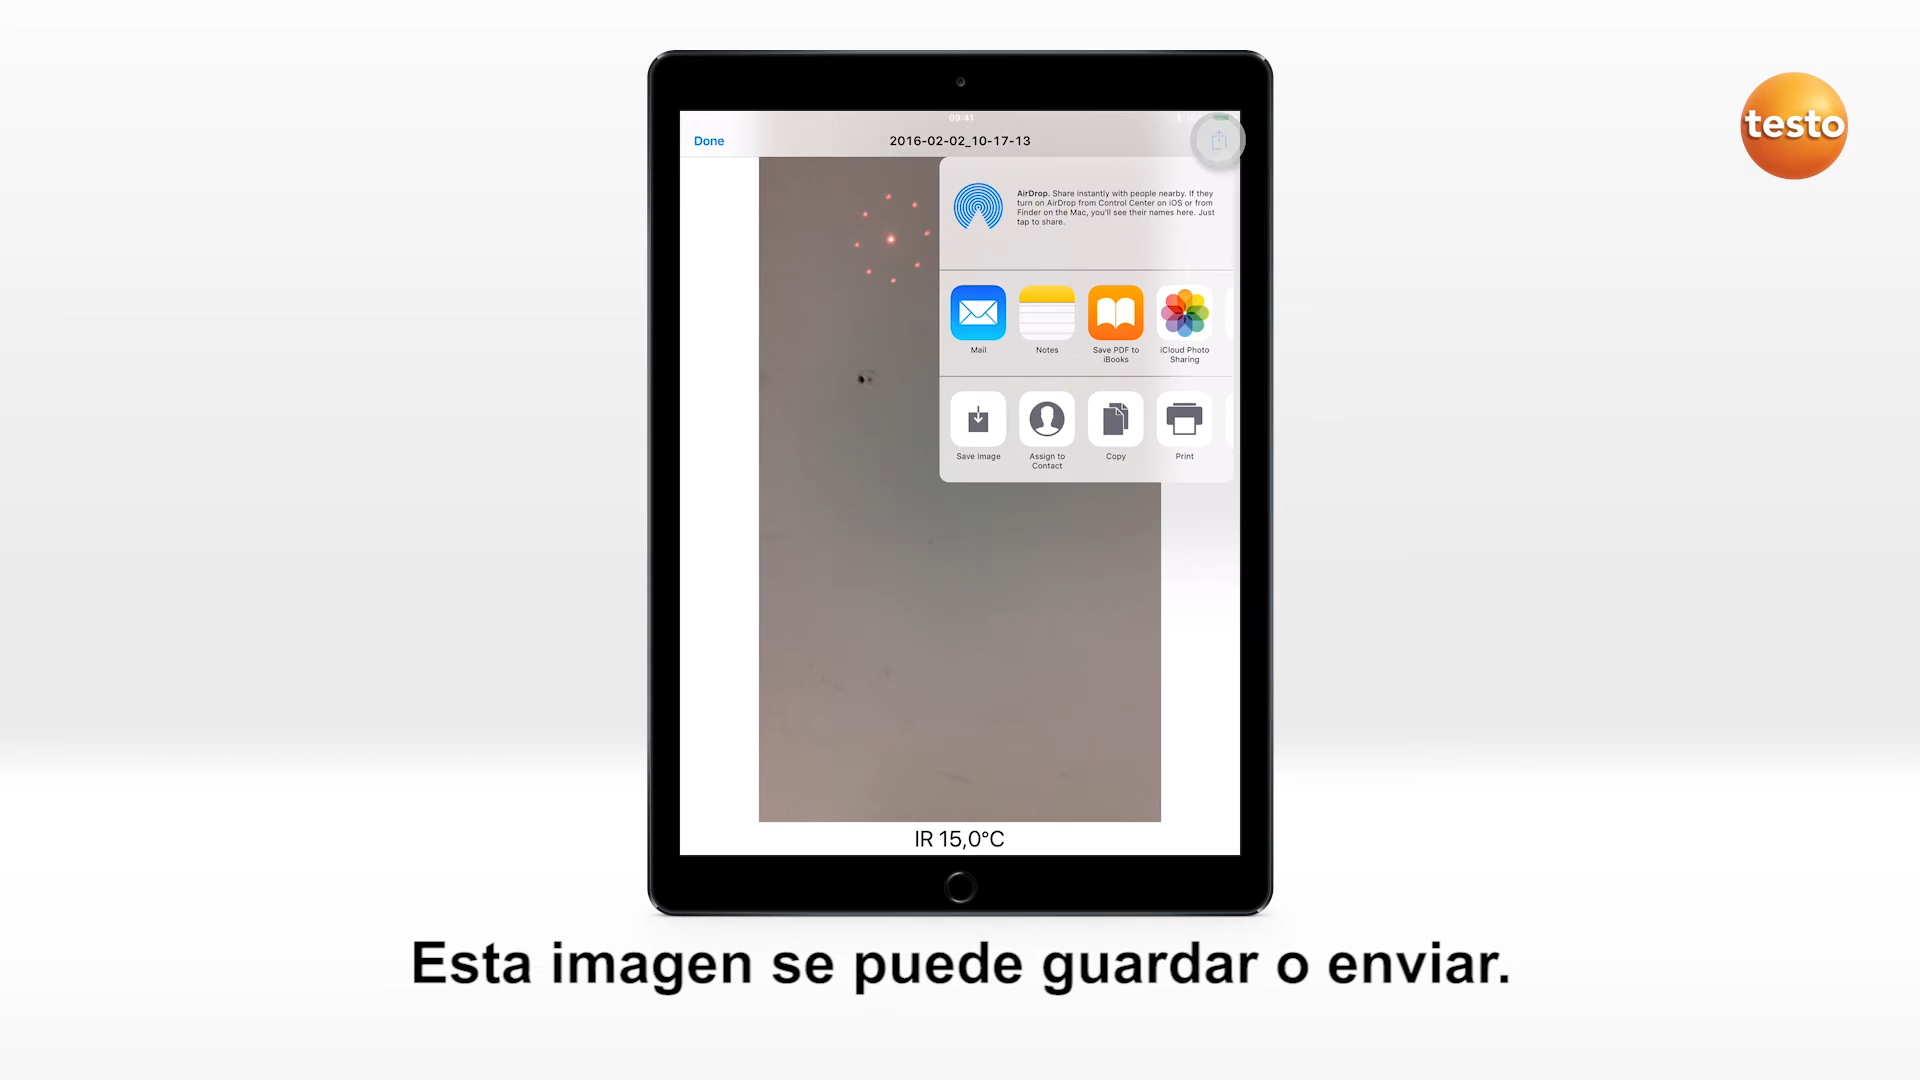 09:41
testo
Done
2016-02-02_10-17-13
AirDrop. Share instantly with people nearby. If they
turn on AirDrop from Control Center on iOS or from
Finder on the Mac, you'll see their names here. Just
tap to share.
Mail
Notes
Save PDF to
iBooks
iCloud Photo
Sharing
Save Image
Assign to
Contact
Copy
Print
IR 15,0°C
Esta imagen se puede guardar o enviar.